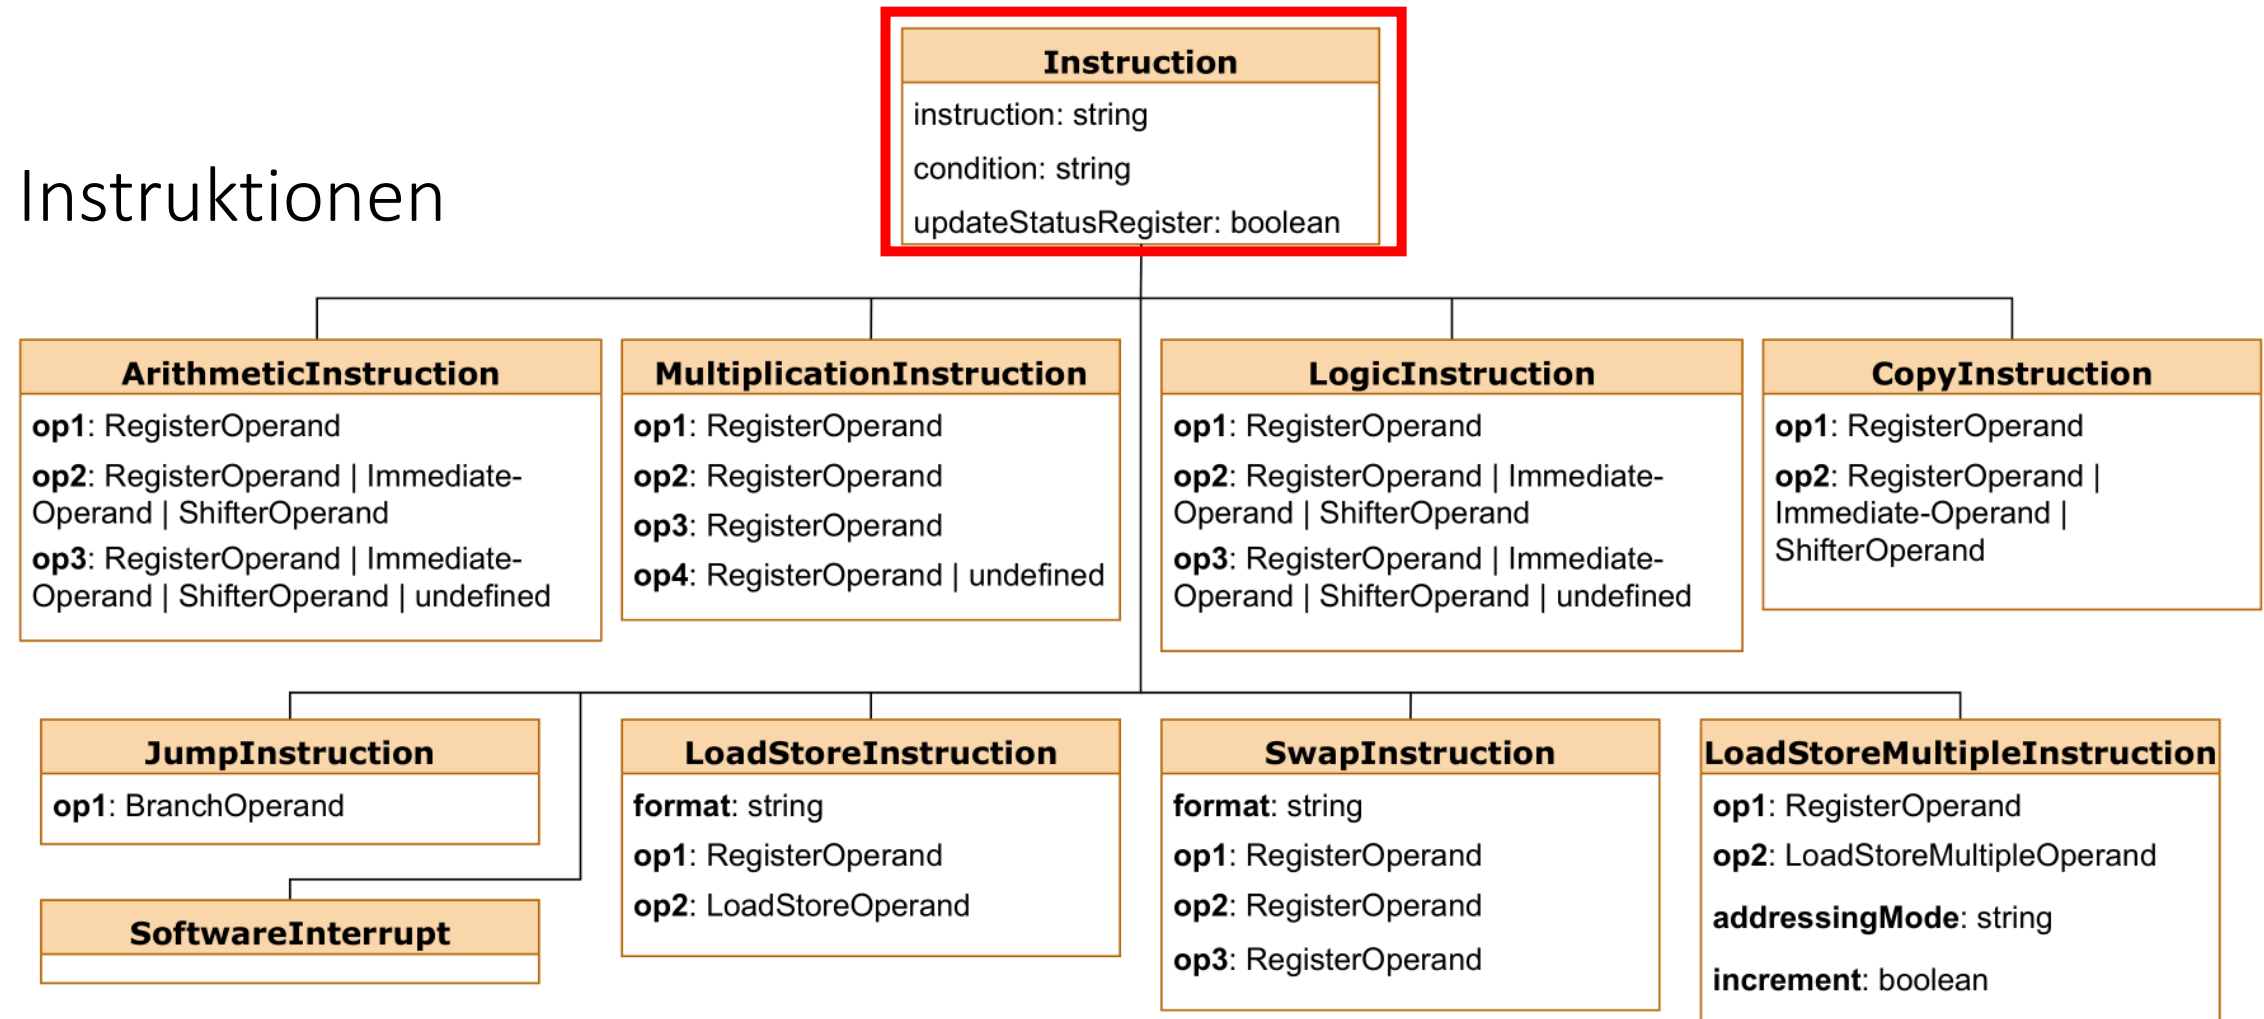 Instruktionen
Instruction
instruction: string
condition: string
updateStatusRegister: boolean
ArithmeticInstruction
op1: RegisterOperand
op2: RegisterOperand | Immediate-
Operand | ShifterOperand
op3: RegisterOperand | Immediate-
Operand | ShifterOperand | undefined
MultiplicationInstruction
op1: RegisterOperand
op2: RegisterOperand
op3: RegisterOperand
op4: RegisterOperand | undefined
LogicInstruction
op1: RegisterOperand
op2: RegisterOperand | Immediate-
Operand | ShifterOperand
op3: RegisterOperand | Immediate-
Operand | ShifterOperand | undefined
CopyInstruction
op1: RegisterOperand
op2: RegisterOperand |
Immediate-Operand |
ShifterOperand
JumpInstruction
op1: BranchOperand
SoftwareInterrupt
LoadStoreInstruction
format: string
op1: RegisterOperand
op2: LoadStoreOperand
SwapInstruction
format: string
op1: RegisterOperand
op2: RegisterOperand
op3: RegisterOperand
LoadStoreMultipleInstruction
op1: RegisterOperand
op2: LoadStoreMultipleOperand
addressingMode: string
increment: boolean